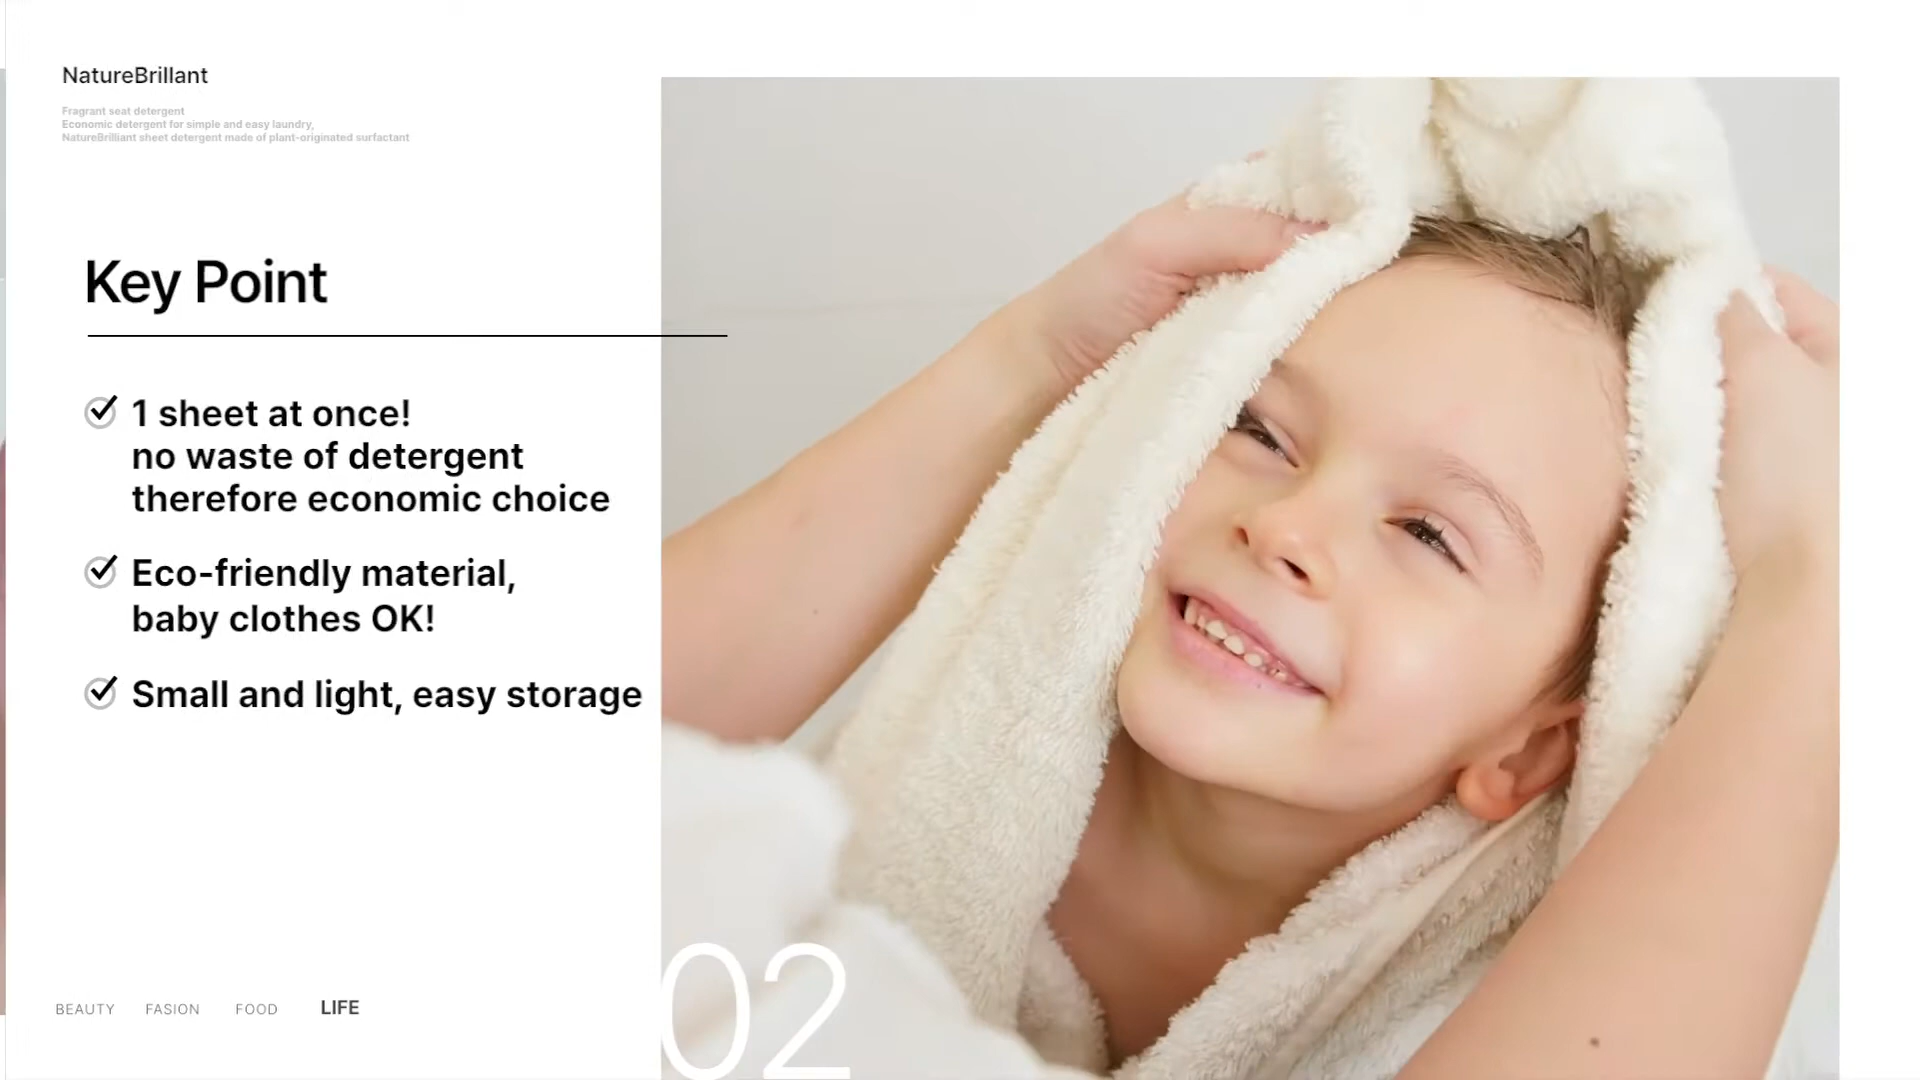 NatureBrillant
Fragrant seat detergent
Economic detergent for simple and easy laundry,
NatureBrilliant sheet detergent made of plant-originated surfactant
Key Point
1 sheet at once!
no waste of detergent
therefore economic choice
Eco-friendly material,
baby clothes OK!
Small and light, easy storage
02
BEAUTY FASION FOOD LIFE